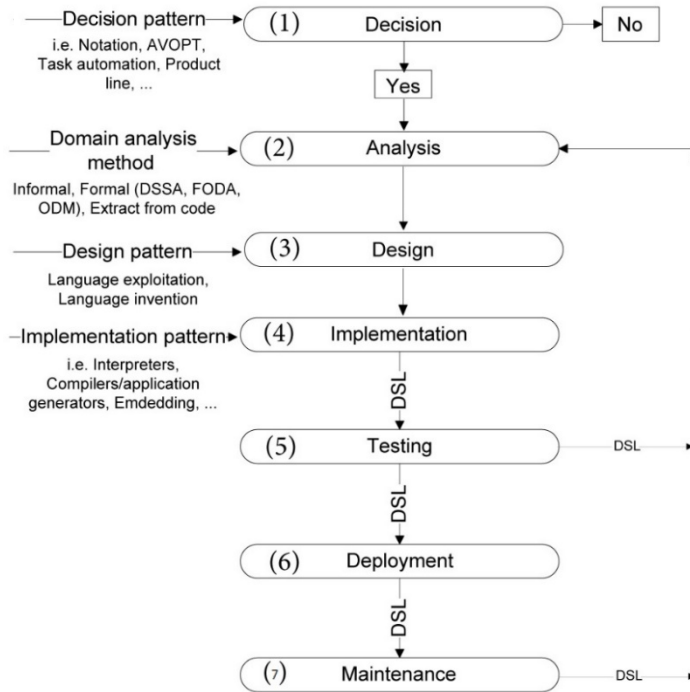 Decision pattern
i.e. Notation, AVOPT,
Task automation, Product
line, ...
(1) Decision
No
Yes
Domain analysis
method
Informal, Formal (DSSA, FODA,
ODM), Extract from code
(2) Analysis
Design pattern
Language exploitation,
Language invention
(3) Design
Implementation pattern
i.e. Interpreters,
Compilers/application
generators, Emdedding, ...
(4) Implementation
DSL
(5) Testing
DSL
DSL
(6) Deployment
DSL
(7) Maintenance
DSL